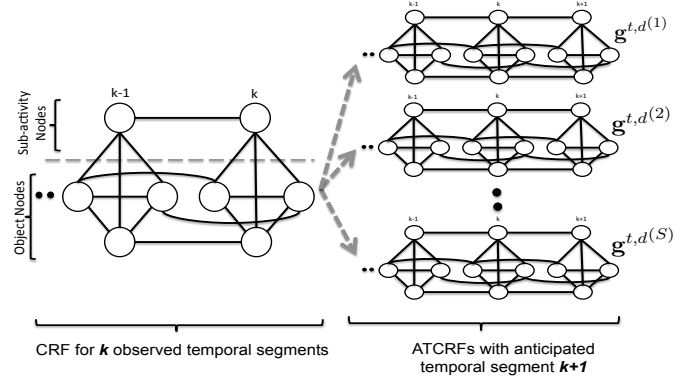 k-1 k
Sub-activity
Nodes
Object Nodes
CRF for k observed temporal segments
k-1 k k+1
g^{t,d^{(1)}}
k-1 k k+1
g^{t,d^{(2)}}
k-1 k k+1
g^{t,d^{(S)}}
ATCRFs with anticipated
temporal segment k+1